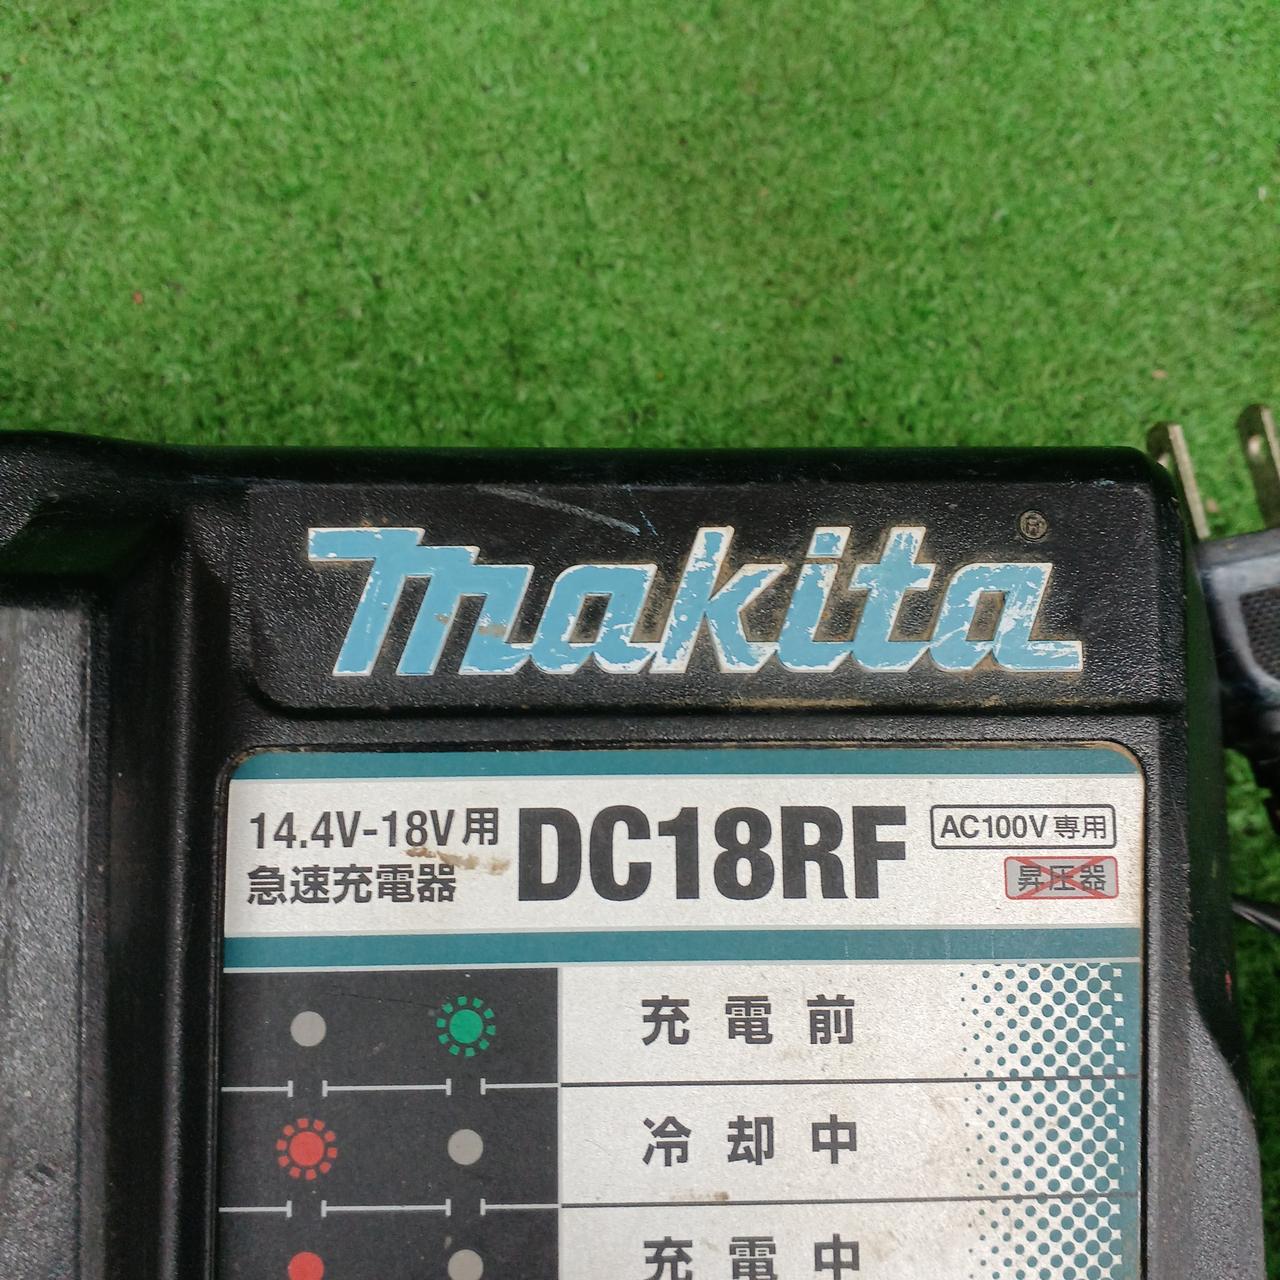 makita ®
14.4V-18V用
急速充電器
DC18RF
AC100V専用
昇圧器
充電前
冷却中
充電中